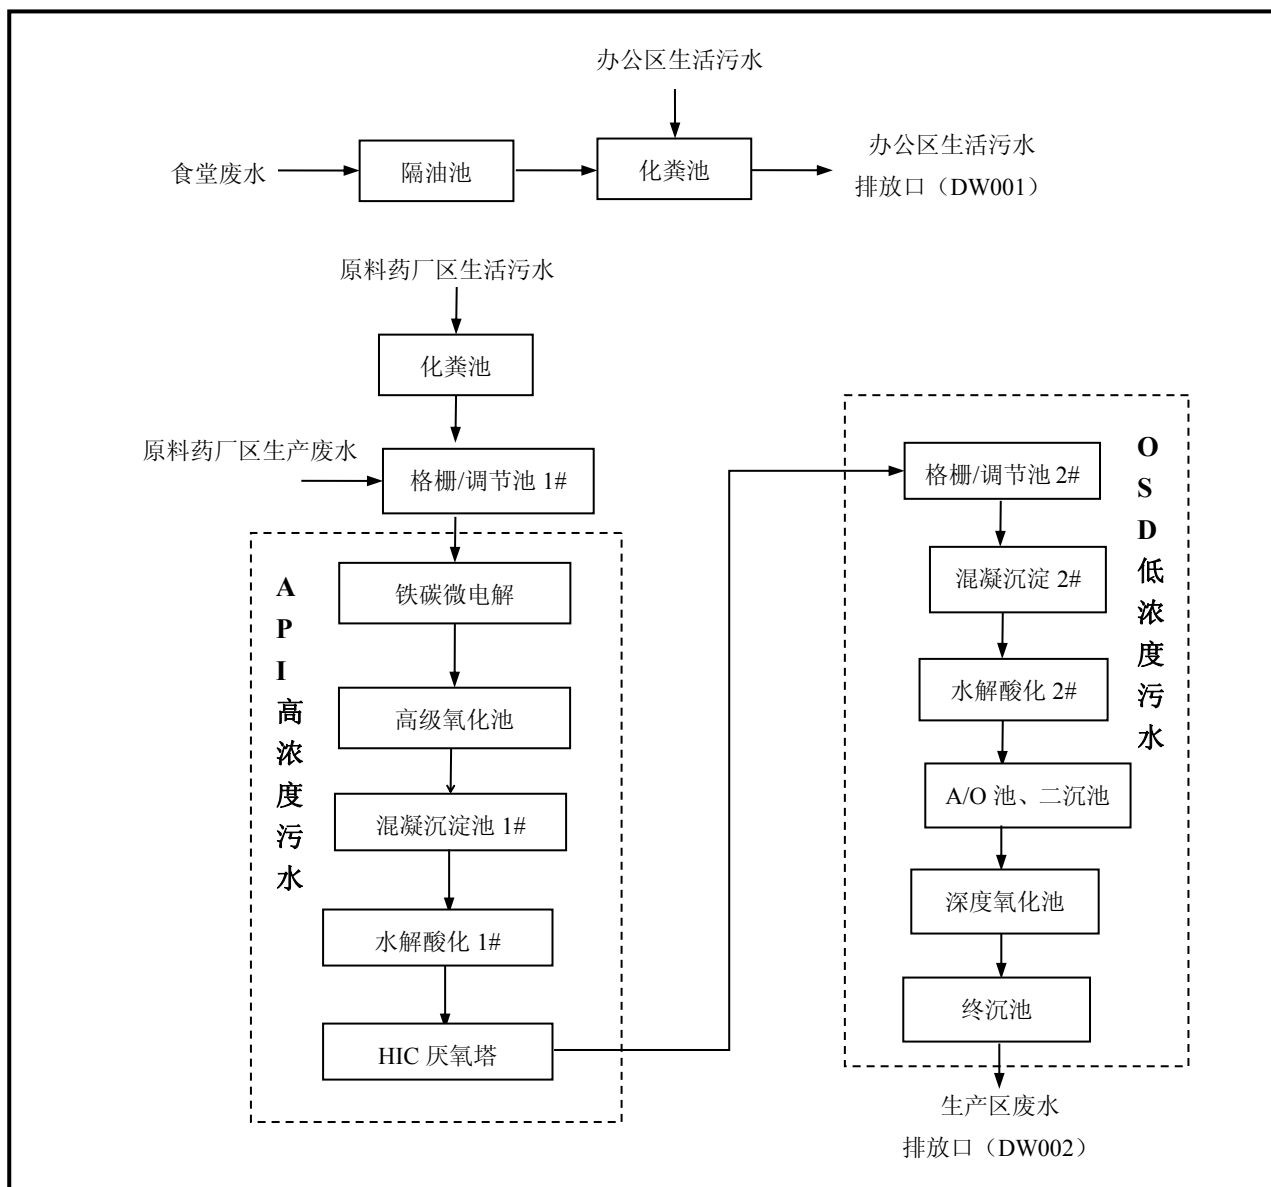 办公区生活污水
食堂废水
隔油池
化粪池
办公区生活污水
排放口（DW001）
原料药厂区生活污水
化粪池
原料药厂区生产废水
格栅/调节池 1#
API高浓度污水
铁碳微电解
高级氧化池
混凝沉淀池 1#
水解酸化 1#
HIC 厌氧塔
OSD低浓度污水
格栅/调节池 2#
混凝沉淀 2#
水解酸化 2#
A/O 池、二沉池
深度氧化池
终沉池
生产区废水
排放口（DW002）